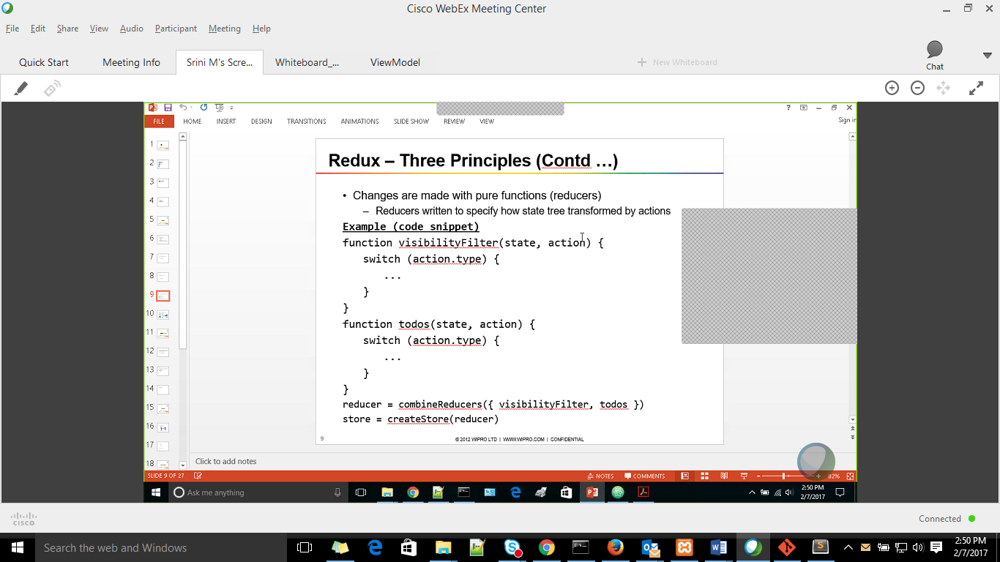 Cisco WebEx Meeting Center
File Edit Share View Audio Participant Meeting Help
Quick Start Meeting Info Srini M's Scre... Whiteboard_... ViewModel New Whiteboard Chat
FILE HOME INSERT DESIGN TRANSITIONS ANIMATIONS SLIDE SHOW REVIEW VIEW Sign in
1
2
3
4
5
6
7
8
9
10
11
12
13
14
15
16
17
18
Redux – Three Principles (Contd …)
• Changes are made with pure functions (reducers)
– Reducers written to specify how state tree transformed by actions
Example (code snippet)
function visibilityFilter(state, action) {
switch (action.type) {
...
}
}
function todos(state, action) {
switch (action.type) {
...
}
}
reducer = combineReducers({ visibilityFilter, todos })
store = createStore(reducer)
9 © 2012 WIPRO LTD | WWW.WIPRO.COM | CONFIDENTIAL
Click to add notes
SLIDE 9 OF 27 NOTES COMMENTS 82%
Ask me anything 2:50 PM
2/7/2017
CISCO Connected
Search the web and Windows 2:50 PM
2/7/2017